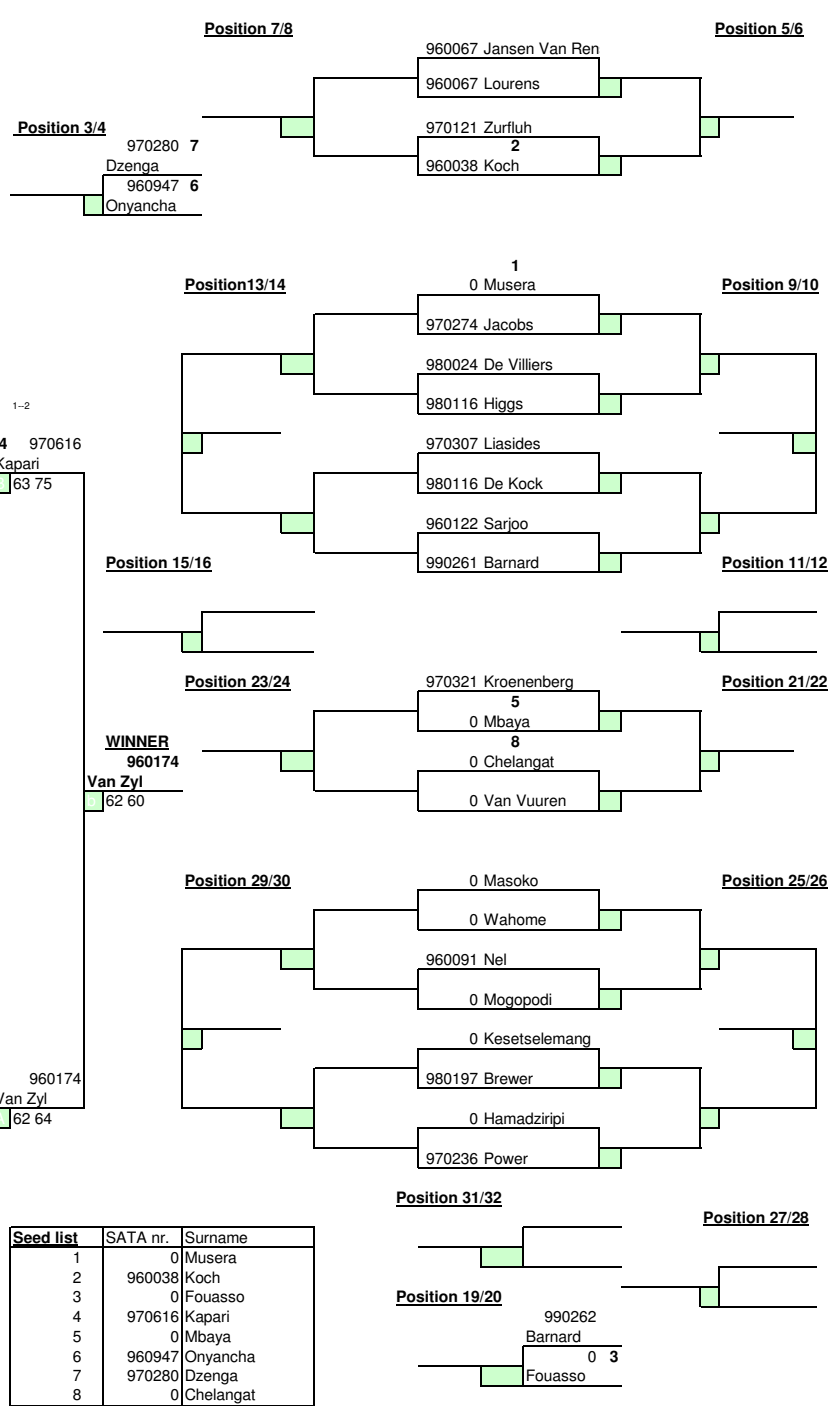 Position 7/8
Position 5/6
960067 Jansen Van Ren
960067 Lourens
970121 Zurfluh
2
960038 Koch
Position 3/4
970280 7
Dzenga
960947 6
Onyancha
Position13/14
Position 9/10
1
0 Musera
970274 Jacobs
980024 De Villiers
980116 Higgs
970307 Liasides
980116 De Kock
960122 Sarjoo
990261 Barnard
1--2
4 970616
Kapari
63 75
Position 15/16
Position 11/12
Position 23/24
Position 21/22
970321 Kroenenberg
5
0 Mbaya
8
0 Chelangat
0 Van Vuuren
WINNER
960174
Van Zyl
62 60
Position 29/30
Position 25/26
0 Masoko
0 Wahome
960091 Nel
0 Mogopodi
0 Kesetselemang
980197 Brewer
0 Hamadziripi
970236 Power
960174
Van Zyl
62 64
Position 31/32
Position 27/28
Seed list SATA nr. Surname
1 0 Musera
2 960038 Koch
3 0 Fouasso
4 970616 Kapari
5 0 Mbaya
6 960947 Onyancha
7 970280 Dzenga
8 0 Chelangat
Position 19/20
990262
Barnard
0 3
Fouasso